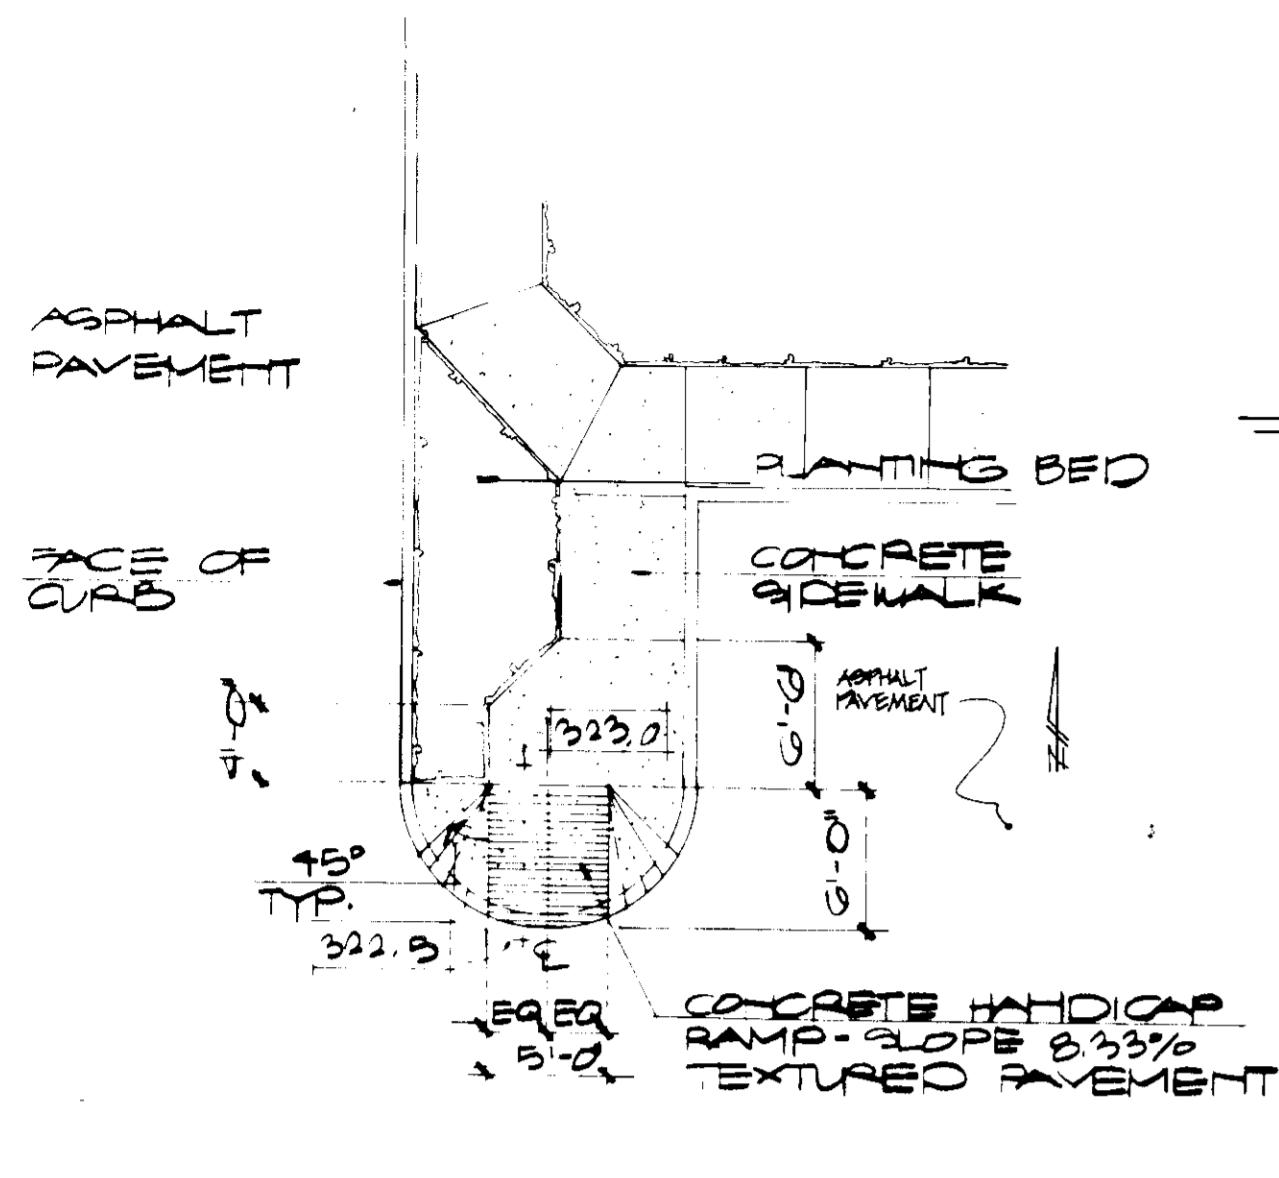 ASPHALT
PAVEMENT
PLANTING BED
FACE OF
CURB
CONCRETE
SIDEWALK
6'-0"
ASPHALT
PAVEMENT
323.0
6'-0"
45°
TYP.
322.5
℄
EQ EQ
5'-0"
CONCRETE HANDICAP
RAMP - SLOPE 8.33%
TEXTURED PAVEMENT